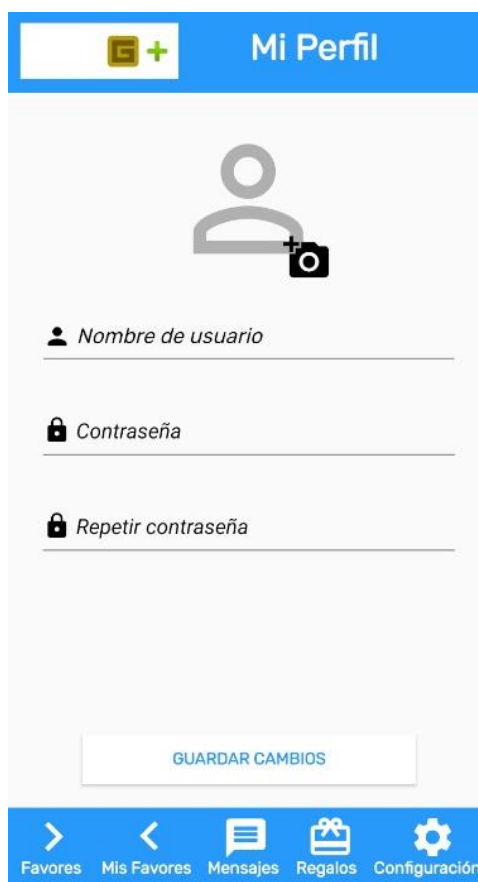 G+
Mi Perfil
Nombre de usuario
Contraseña
Repetir contraseña
GUARDAR CAMBIOS
Favores Mis Favores Mensajes Regalos Configuración